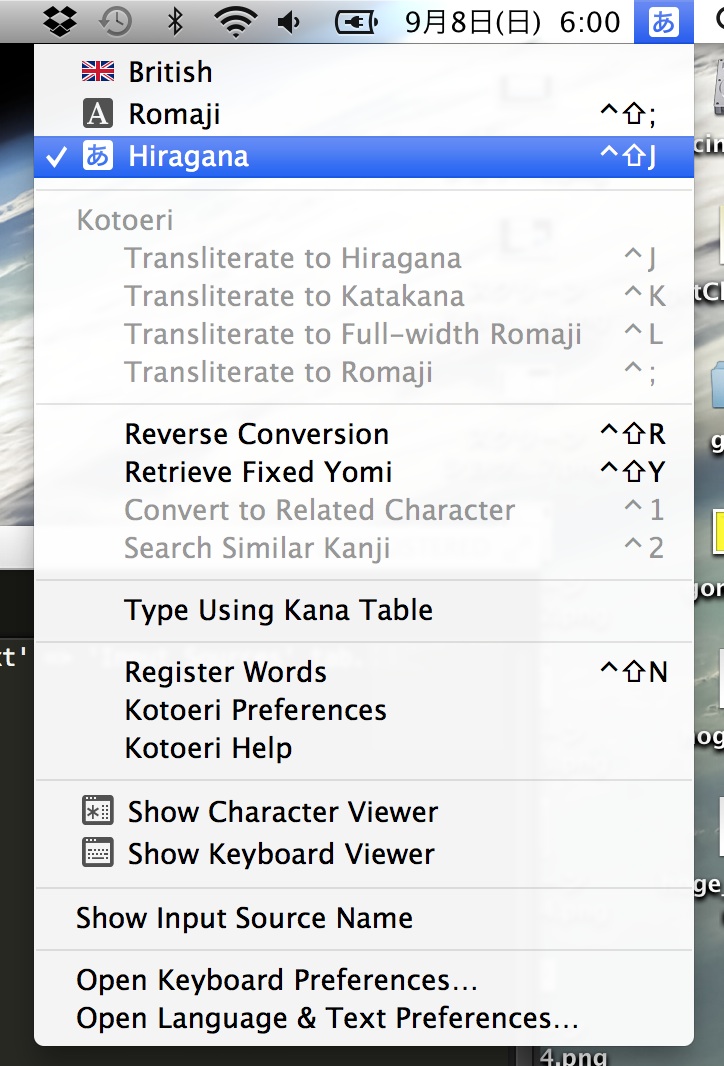 9月8日(日) 6:00 あ
British
A Romaji ^⇧;
✓ あ Hiragana ^⇧J
Kotoeri
Transliterate to Hiragana ^J
Transliterate to Katakana ^K
Transliterate to Full-width Romaji ^L
Transliterate to Romaji ^;
Reverse Conversion ^⇧R
Retrieve Fixed Yomi ^⇧Y
Convert to Related Character ^1
Search Similar Kanji ^2
Type Using Kana Table
Register Words ^⇧N
Kotoeri Preferences
Kotoeri Help
Show Character Viewer
Show Keyboard Viewer
Show Input Source Name
Open Keyboard Preferences...
Open Language & Text Preferences...
4.png